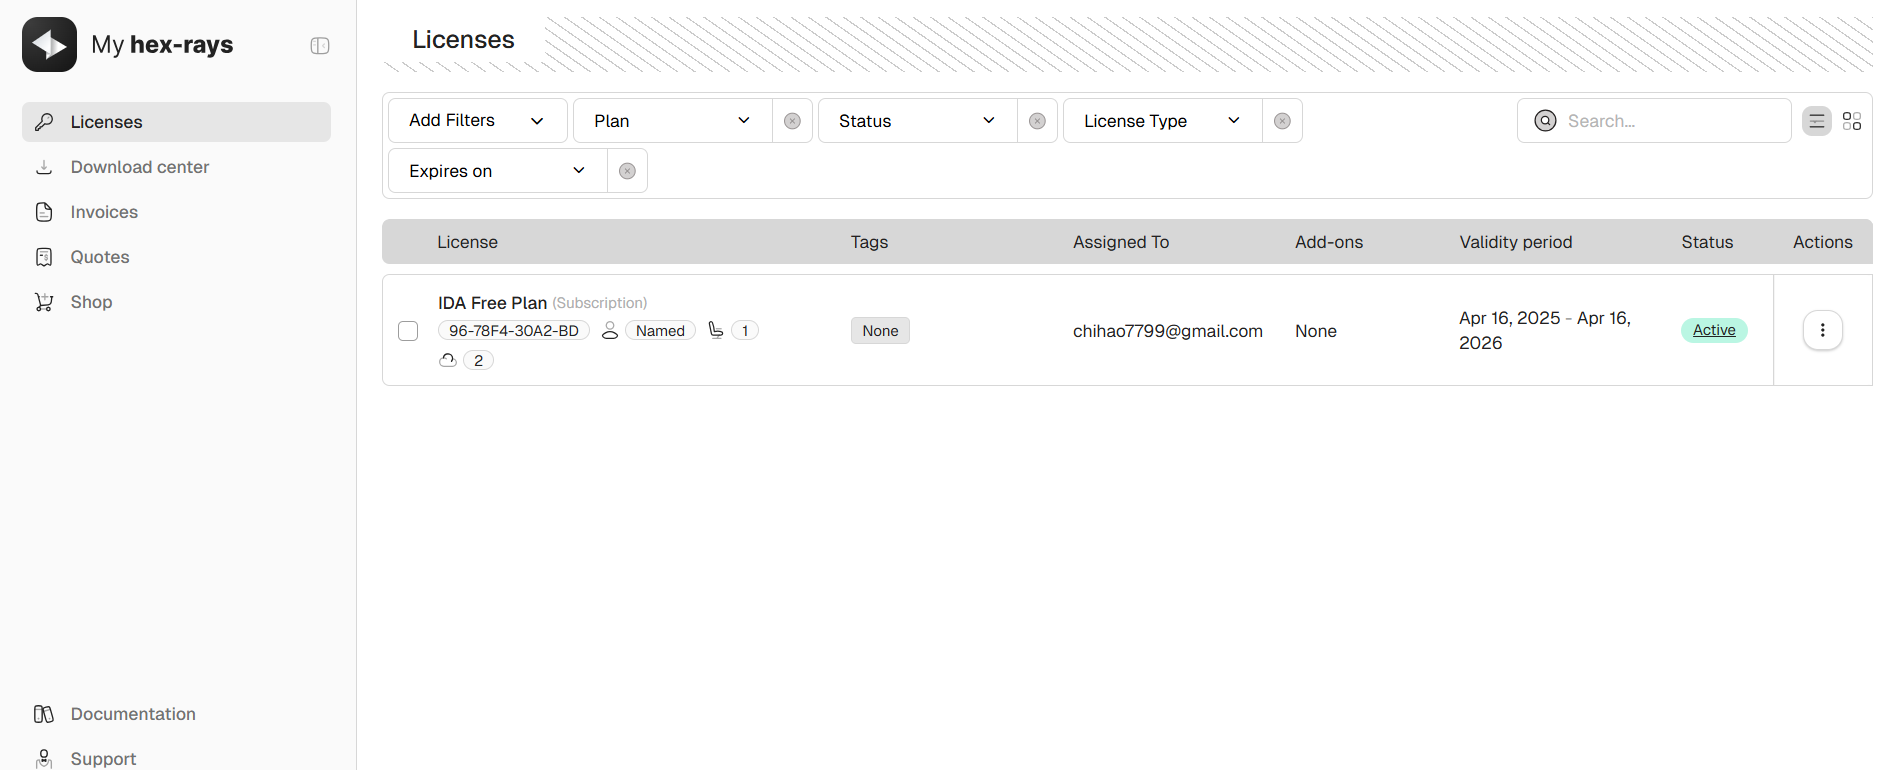 My hex-rays
Licenses
Download center
Invoices
Quotes
Shop
Documentation
Support
Licenses
Add Filters
Plan
Status
License Type
Search...
Expires on
License Tags Assigned To Add-ons Validity period Status Actions
IDA Free Plan (Subscription)
96-78F4-30A2-BD Named 1
2
None
chihao7799@gmail.com
None
Apr 16, 2025 - Apr 16,
2026
Active